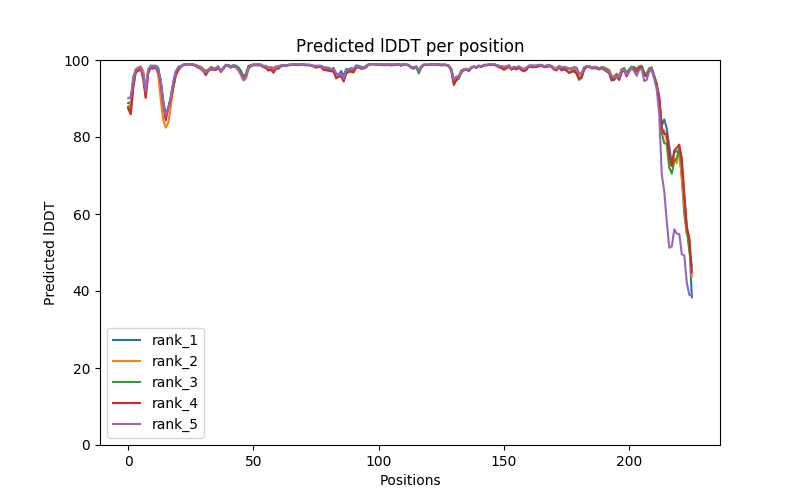 Predicted lDDT per position
100
80
60
40
20
0
Predicted lDDT
rank_1
rank_2
rank_3
rank_4
rank_5
0 50 100 150 200
Positions